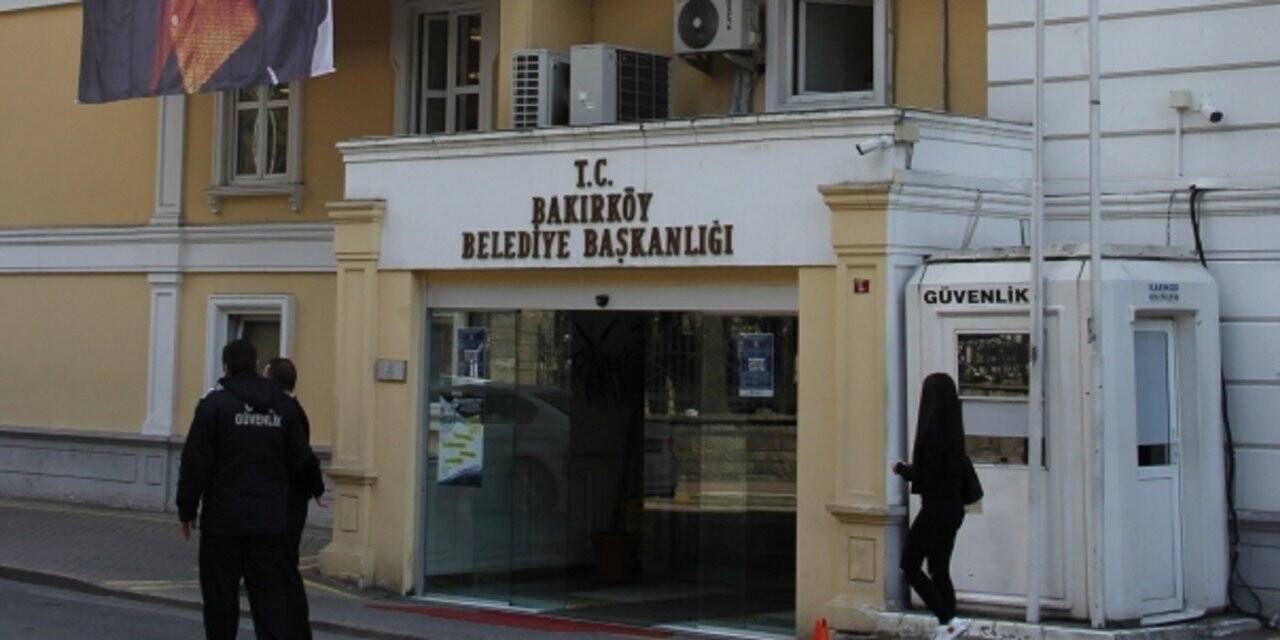 T.C.
BAKIRKÖY
BELEDİYE BAŞKANLIĞI
GÜVENLİK
GÜVENLİK